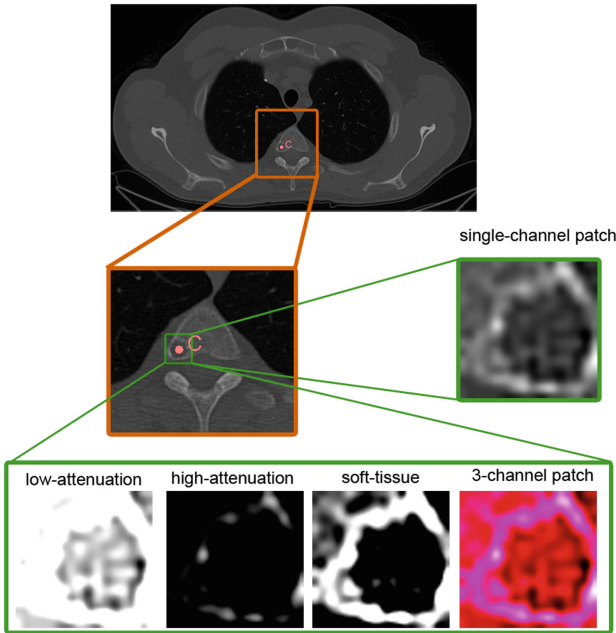 C
single-channel patch
C
low-attenuation high-attenuation soft-tissue 3-channel patch